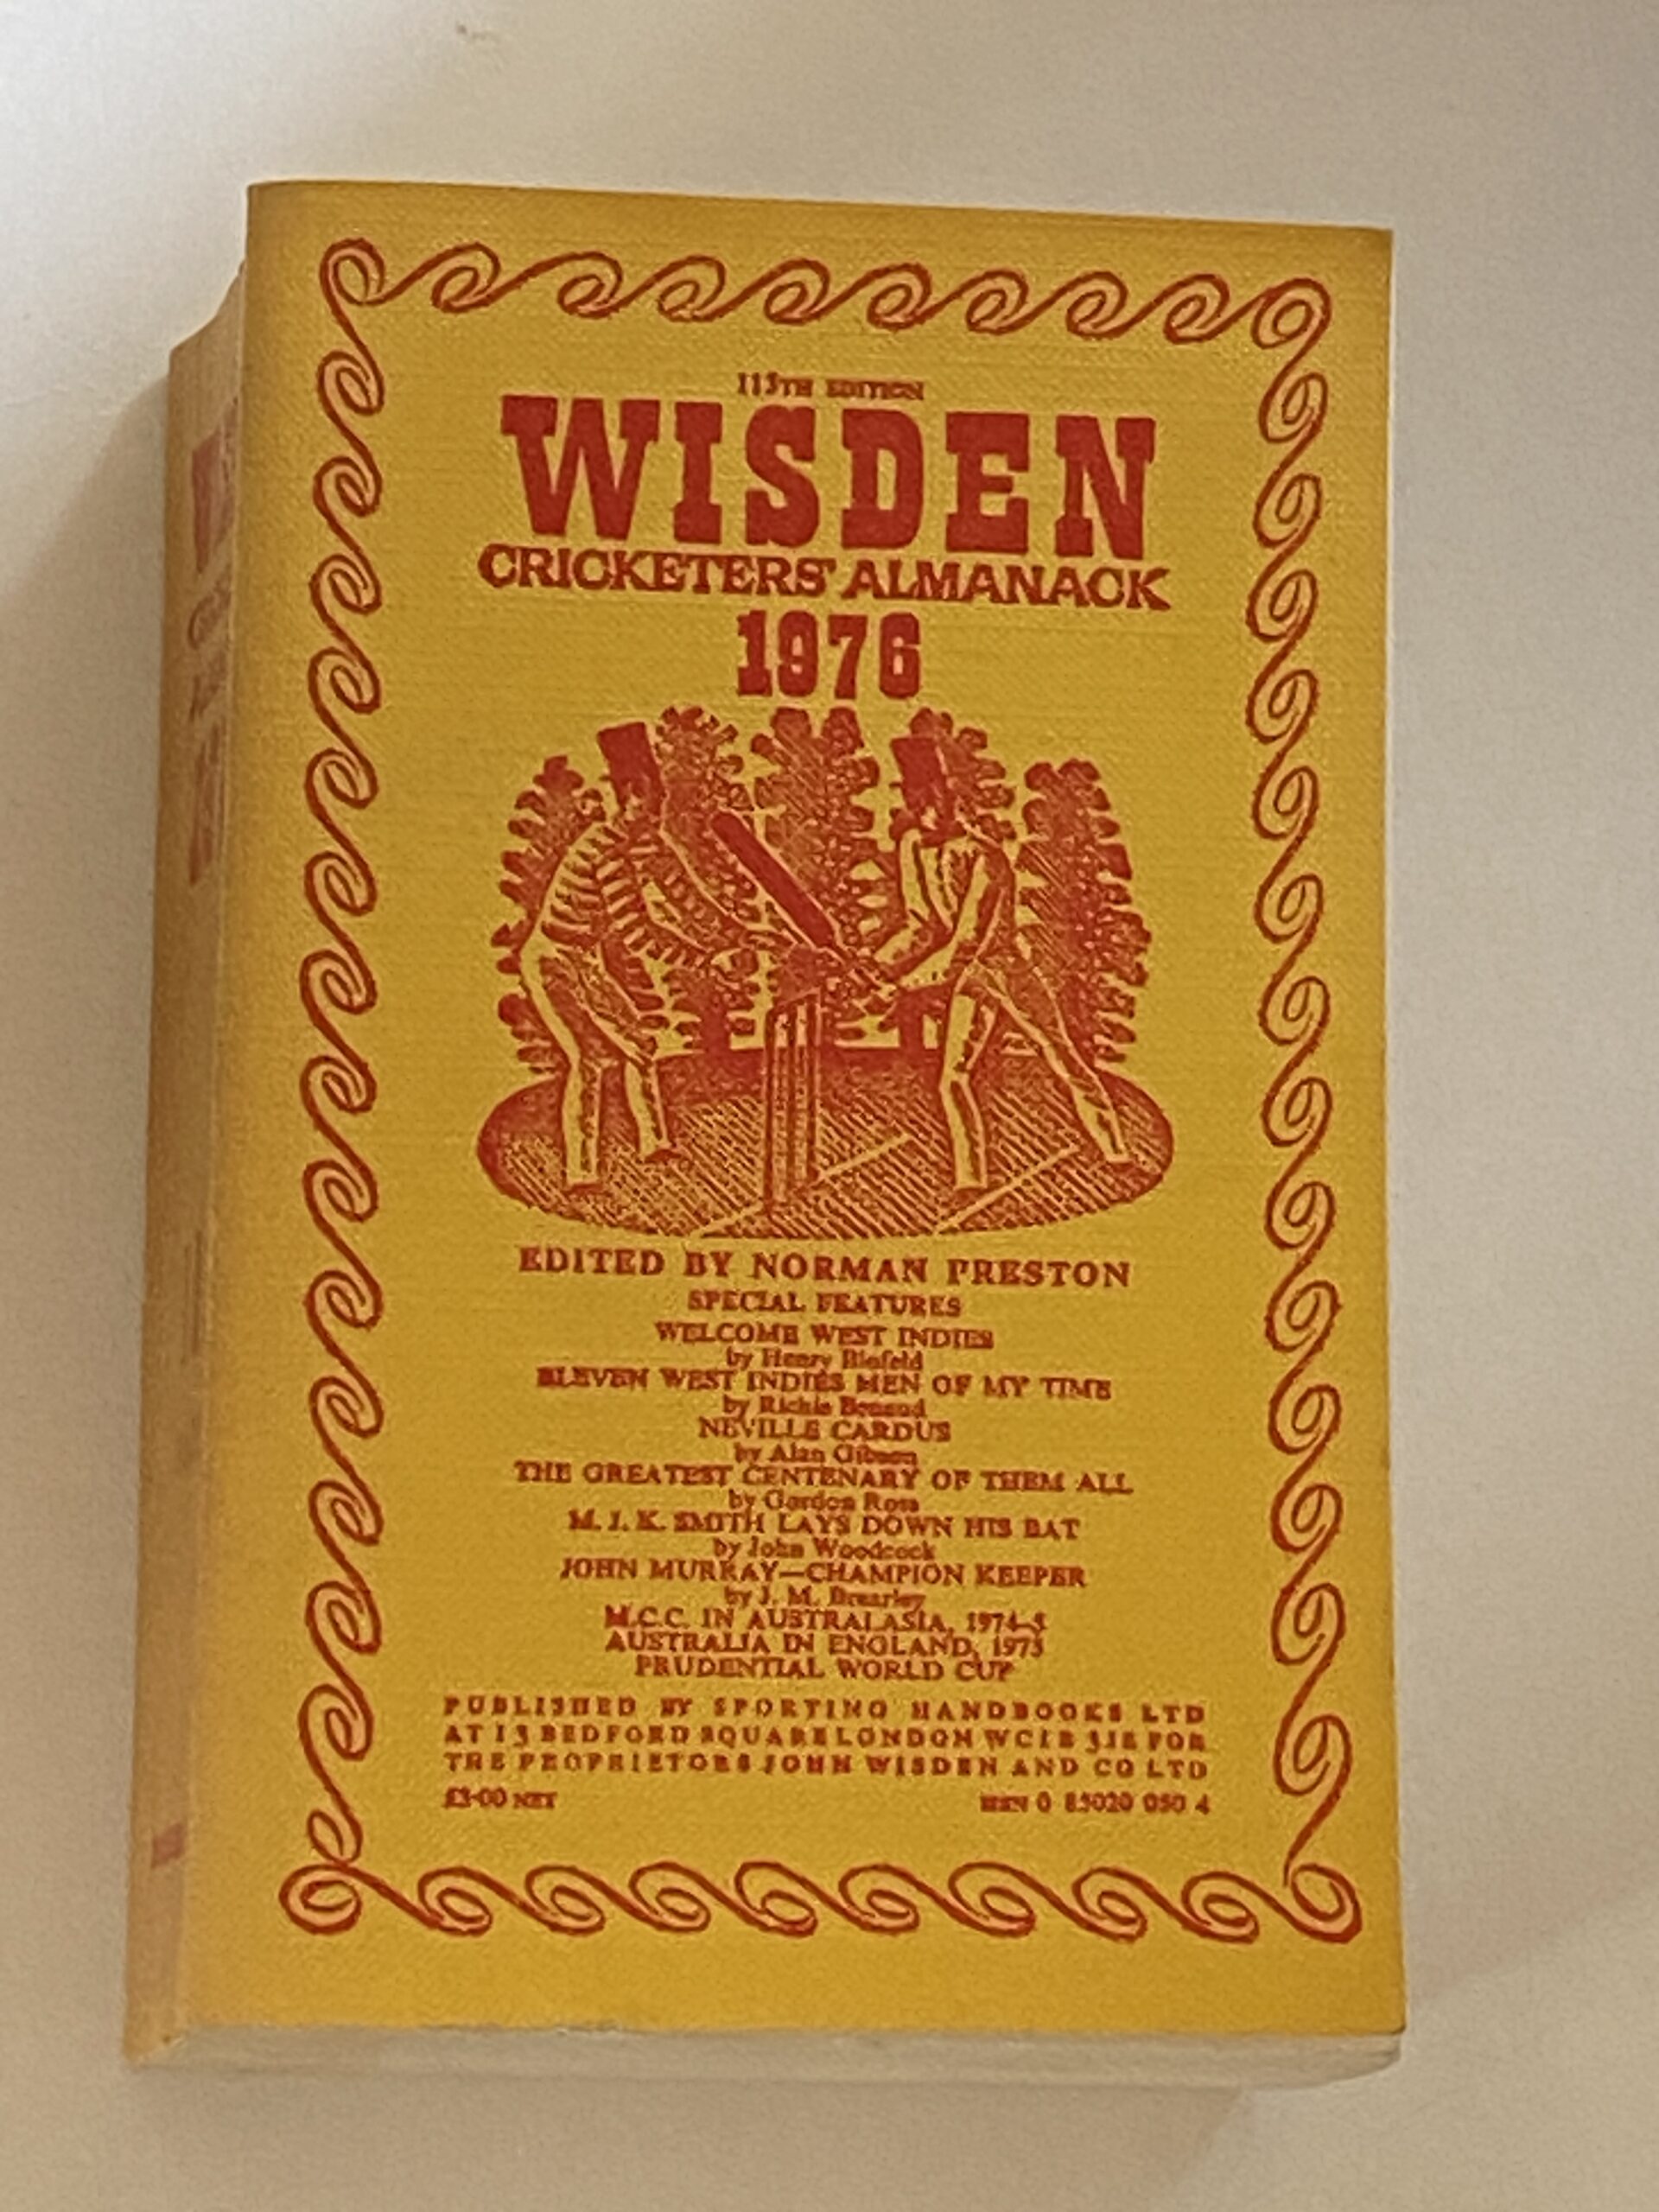 113TH EDITION
WISDEN
CRICKETERS' ALMANACK
1976
EDITED BY NORMAN PRESTON
SPECIAL FEATURES
WELCOME WEST INDIES
by Henry Blofeld
ELEVEN WEST INDIES MEN OF MY TIME
by Richie Benaud
NEVILLE CARDUS
by Alan Gibson
THE GREATEST CENTENARY OF THEM ALL
by Gordon Ross
M. J. K. SMITH LAYS DOWN HIS BAT
by John Woodcock
JOHN MURRAY—CHAMPION KEEPER
by J. M. Brearley
M.C.C. IN AUSTRALASIA, 1974-5
AUSTRALIA IN ENGLAND, 1975
PRUDENTIAL WORLD CUP
PUBLISHED BY SPORTING HANDBOOKS LTD
AT 13 BEDFORD SQUARE LONDON WC1B 3JE FOR
THE PROPRIETORS JOHN WISDEN AND CO LTD
NET
ISBN 0 85020 050 4